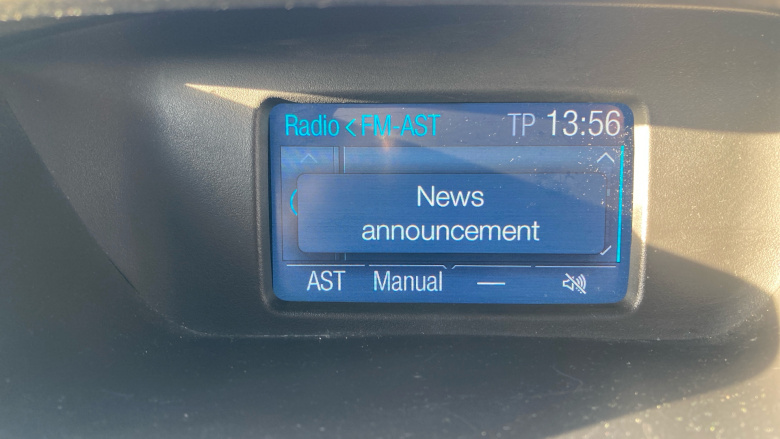 Radio < FM-AST TP 13:56
News
announcement
AST Manual —